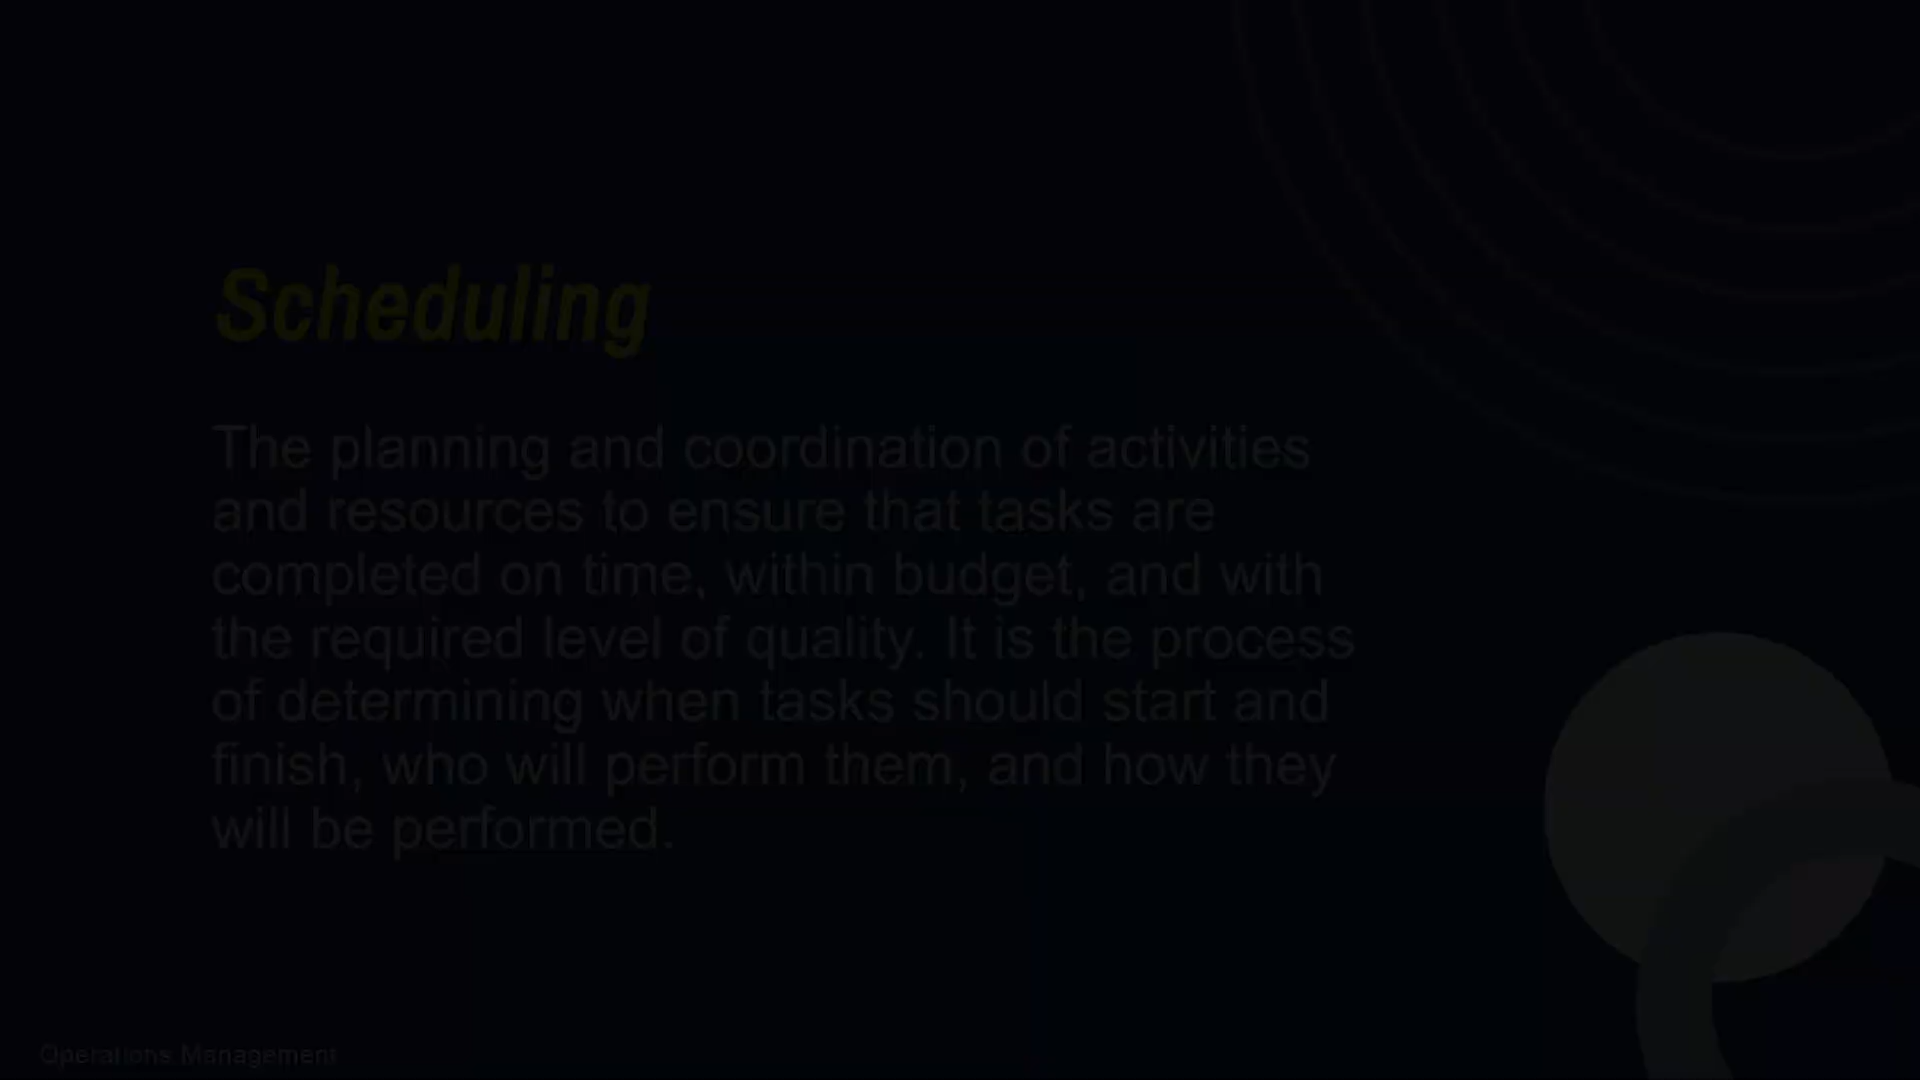 Scheduling
The planning and coordination of activities
and resources to ensure that tasks are
completed on time, within budget, and with
the required level of quality. It is the process
of determining when tasks should start and
finish, who will perform them, and how they
will be performed.
Operations Management